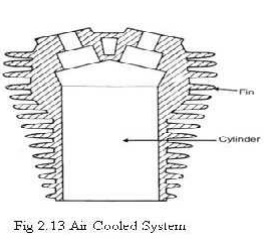 Fin
Cylinder
Fig 2.13 Air Cooled System